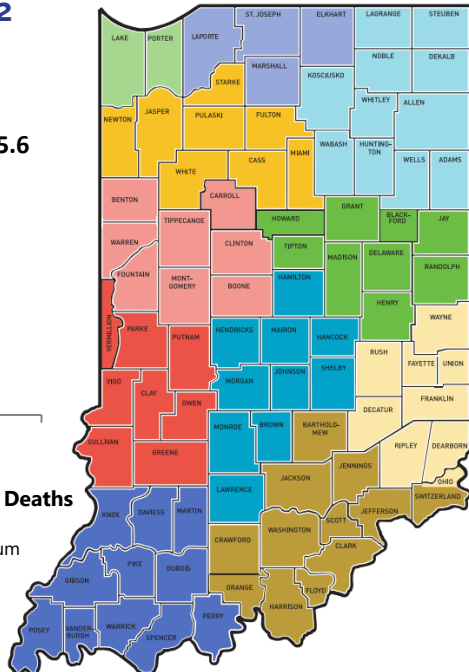 2
5.6
Deaths
um
LAKE
PORTER
LAPORTE
ST. JOSEPH
ELKHART
LAGRANGE
STEUBEN
NOBLE
DEKALB
STARKE
MARSHALL
KOSCIUSKO
WHITLEY
ALLEN
NEWTON
JASPER
PULASKI
FULTON
MIAMI
WABASH
HUNTING-
TON
WELLS
ADAMS
WHITE
CASS
BENTON
CARROLL
HOWARD
GRANT
BLACK-
FORD
JAY
WARREN
TIPPECANOE
CLINTON
TIPTON
MADISON
DELAWARE
RANDOLPH
FOUNTAIN
MONT-
GOMERY
BOONE
HAMILTON
HENRY
WAYNE
VERMILLION
PARKE
PUTNAM
HENDRICKS
MARION
HANCOCK
RUSH
FAYETTE
UNION
VIGO
CLAY
OWEN
MORGAN
JOHNSON
SHELBY
DECATUR
FRANKLIN
SULLIVAN
GREENE
MONROE
BROWN
BARTHOLO-
MEW
RIPLEY
DEARBORN
LAWRENCE
JACKSON
JENNINGS
OHIO
SWITZERLAND
KNOX
DAVIESS
MARTIN
CRAWFORD
WASHINGTON
SCOTT
JEFFERSON
CLARK
GIBSON
PIKE
DUBOIS
ORANGE
HARRISON
FLOYD
POSEY
VANDER-
BURGH
WARRICK
SPENCER
PERRY